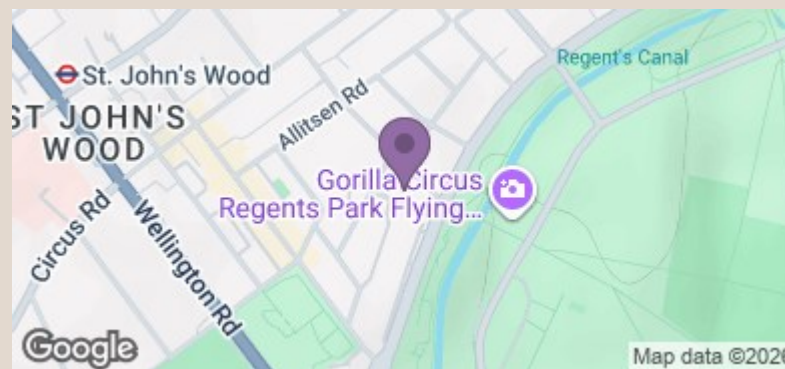 Regent's Canal
St. John's Wood
ST JOHN'S
WOOD
Allitsen Rd
Gorilla Circus
Regents Park Flying...
Circus Rd
Wellington Rd
Google
Map data ©2026